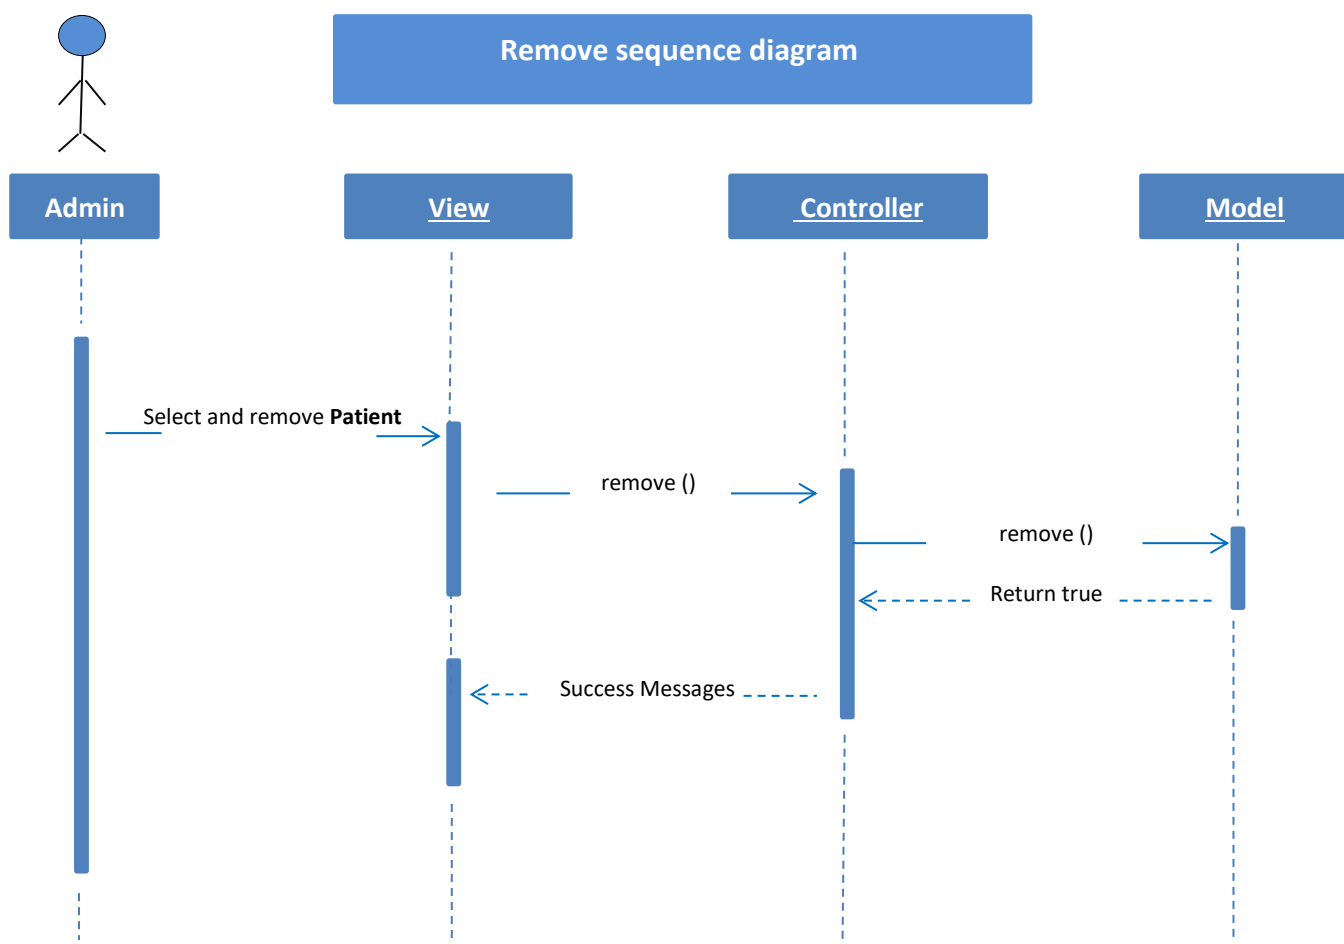 Remove sequence diagram
Admin
View
Controller
Model
Select and remove Patient
remove ()
remove ()
Return true
Success Messages